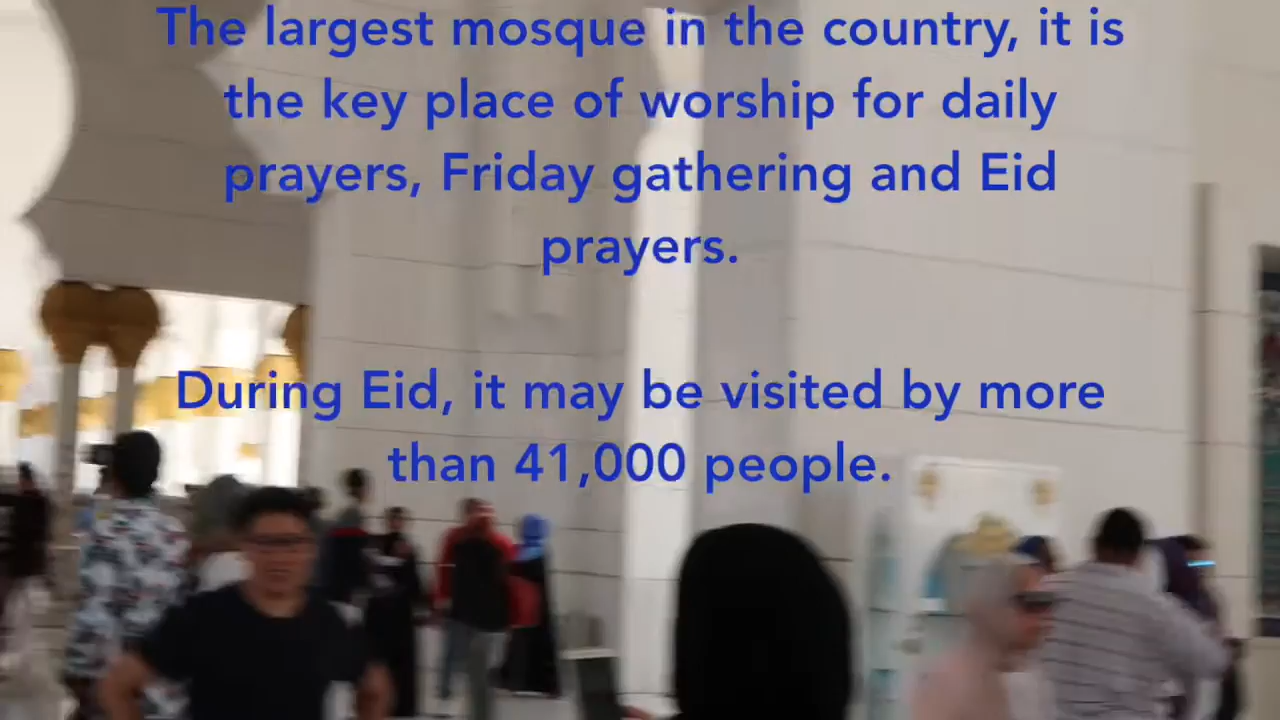 The largest mosque in the country, it is
the key place of worship for daily
prayers, Friday gathering and Eid
prayers.
During Eid, it may be visited by more
than 41,000 people.